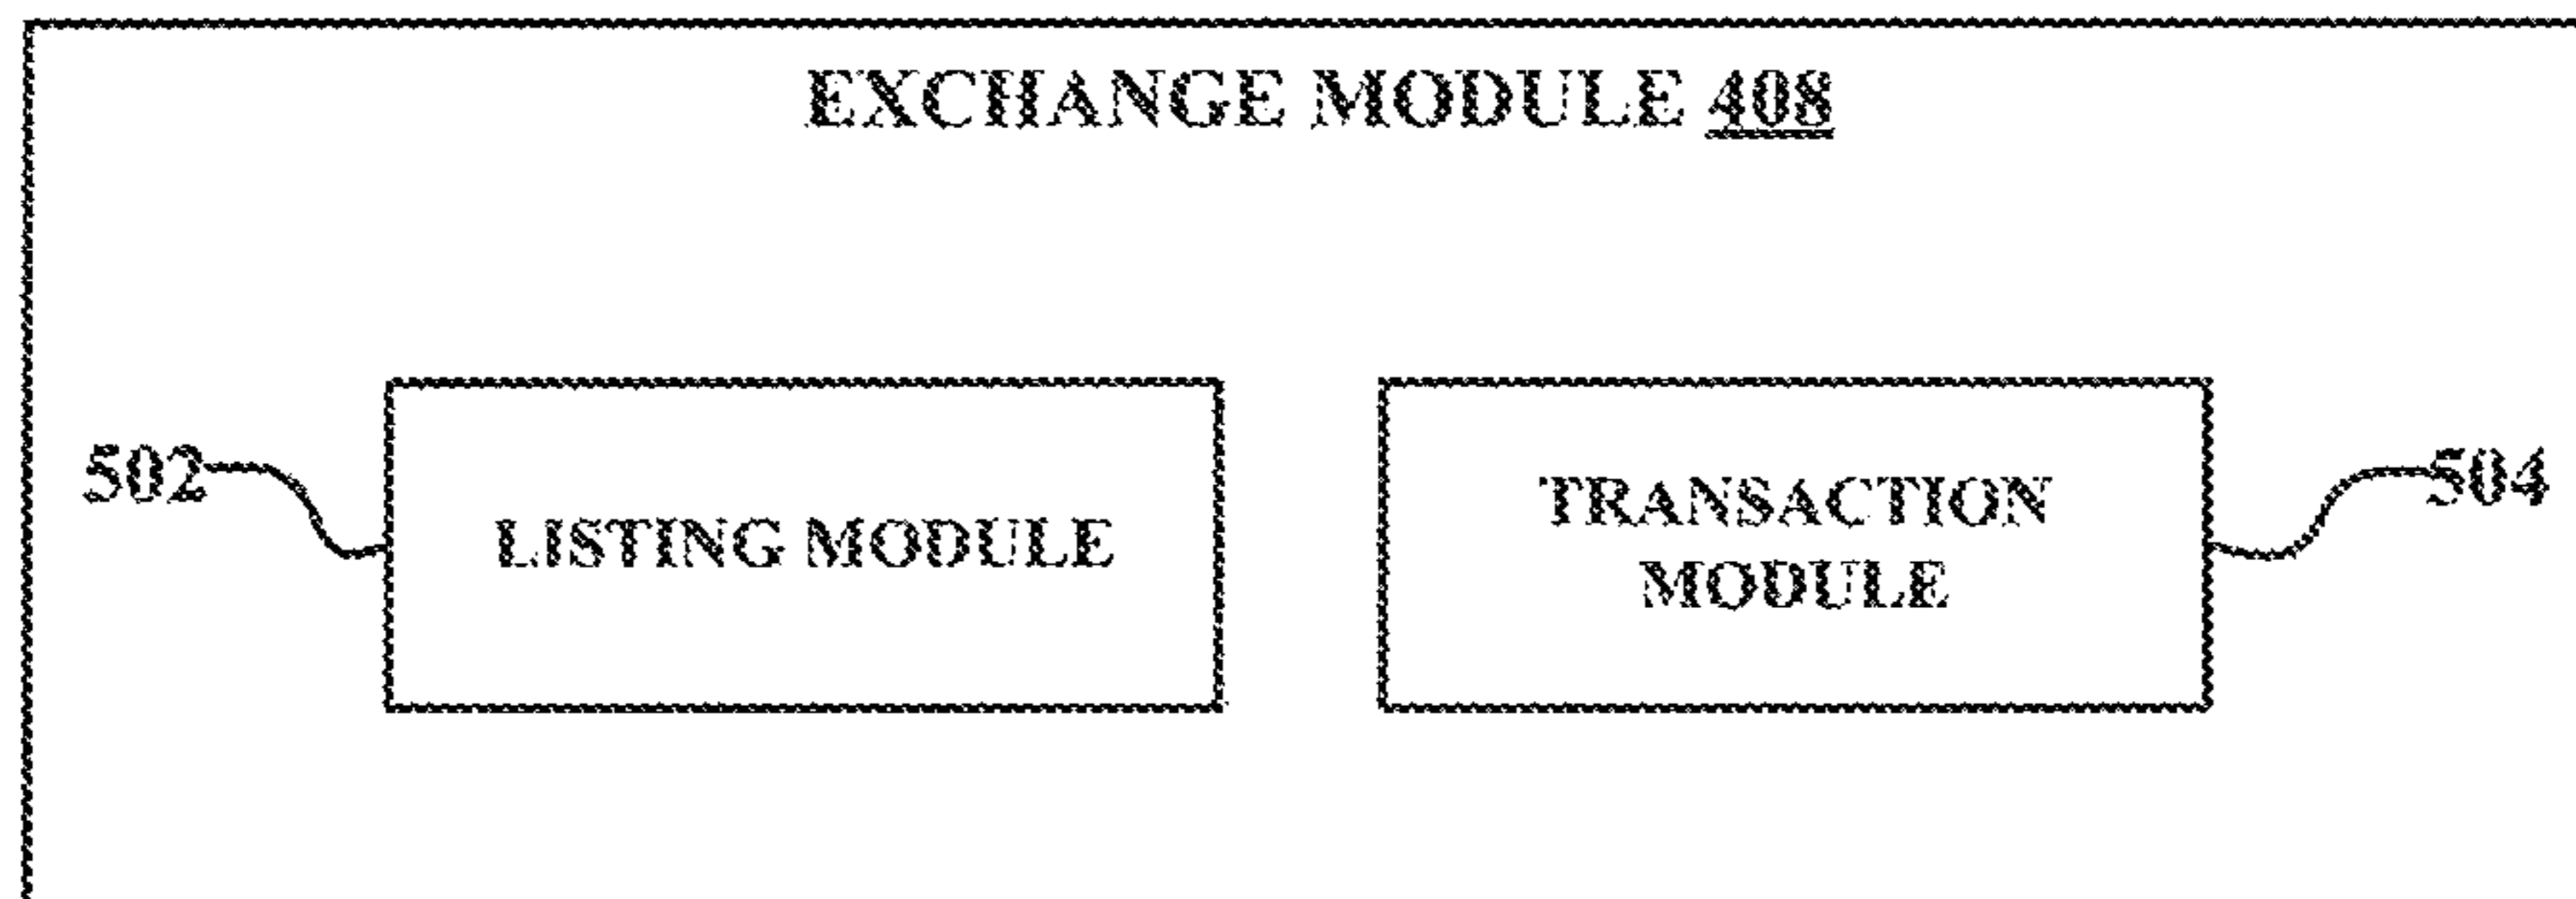 EXCHANGE MODULE 408
502
LISTING MODULE
TRANSACTION
MODULE
504